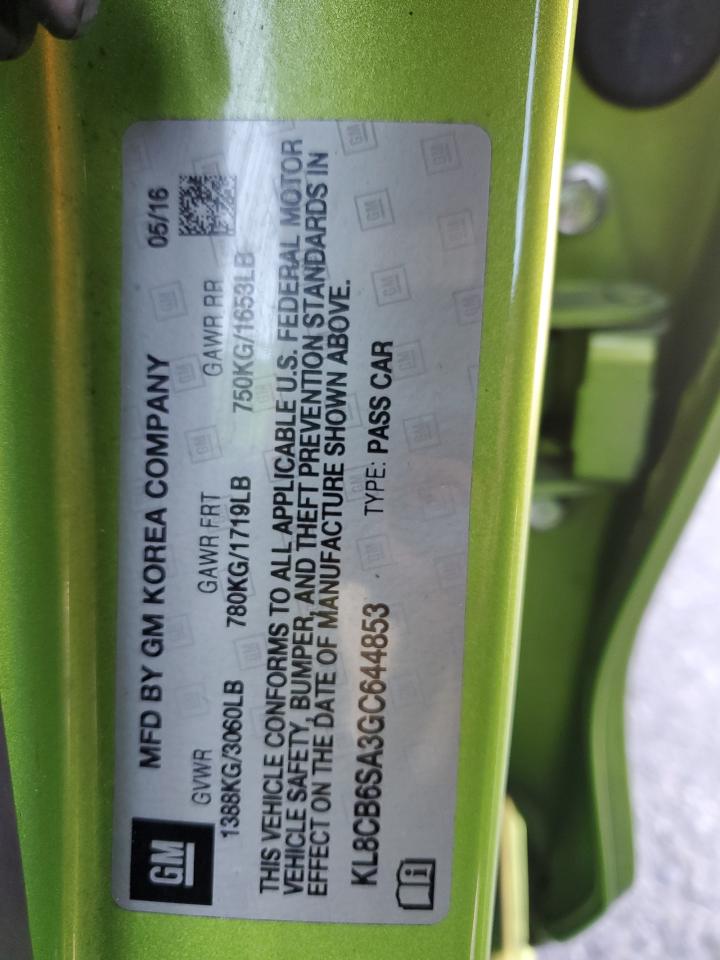 GM
MFD BY GM KOREA COMPANY 05/16
GVWR GAWR FRT GAWR RR
1388KG/3060LB 780KG/1719LB 750KG/1653LB
THIS VEHICLE CONFORMS TO ALL APPLICABLE U.S. FEDERAL MOTOR
VEHICLE SAFETY, BUMPER, AND THEFT PREVENTION STANDARDS IN
EFFECT ON THE DATE OF MANUFACTURE SHOWN ABOVE.
KL8CB6SA3GC644853 TYPE: PASS CAR